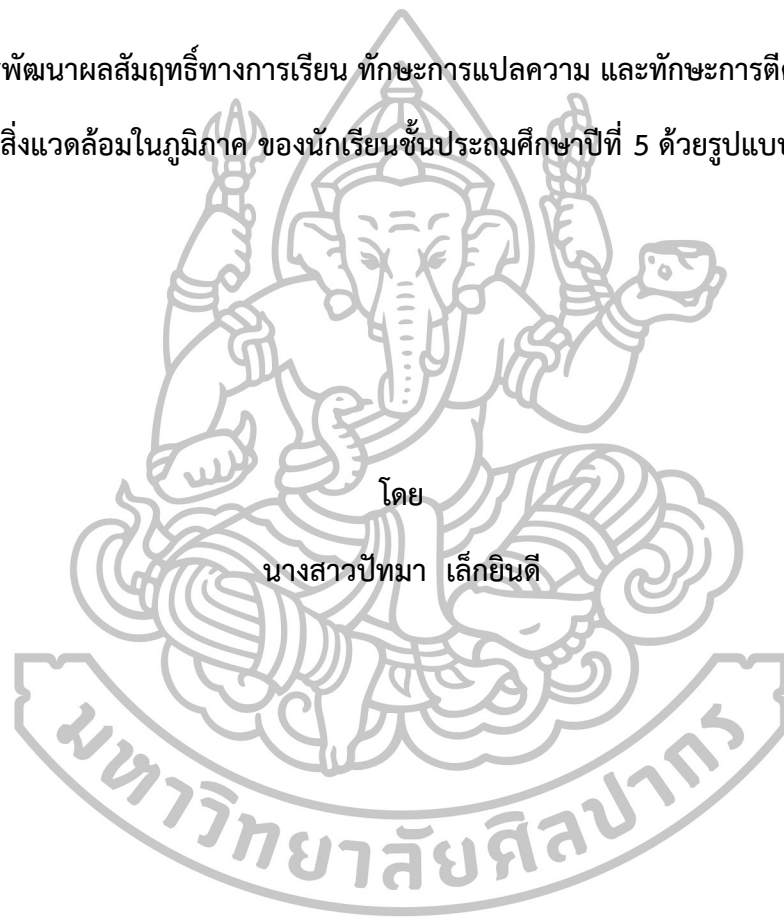 พัฒนาผลสัมฤทธิ์ทางการเรียน ทักษะการแปลความ และทักษะการตี
สิ่งแวดล้อมในภูมิภาค ของนักเรียนชั้นประถมศึกษาปีที่ 5 ด้วยรูปแบบ
โดย
นางสาวปัทมา เล็กยินดี
มหาวิทยาลัยศิลปากร